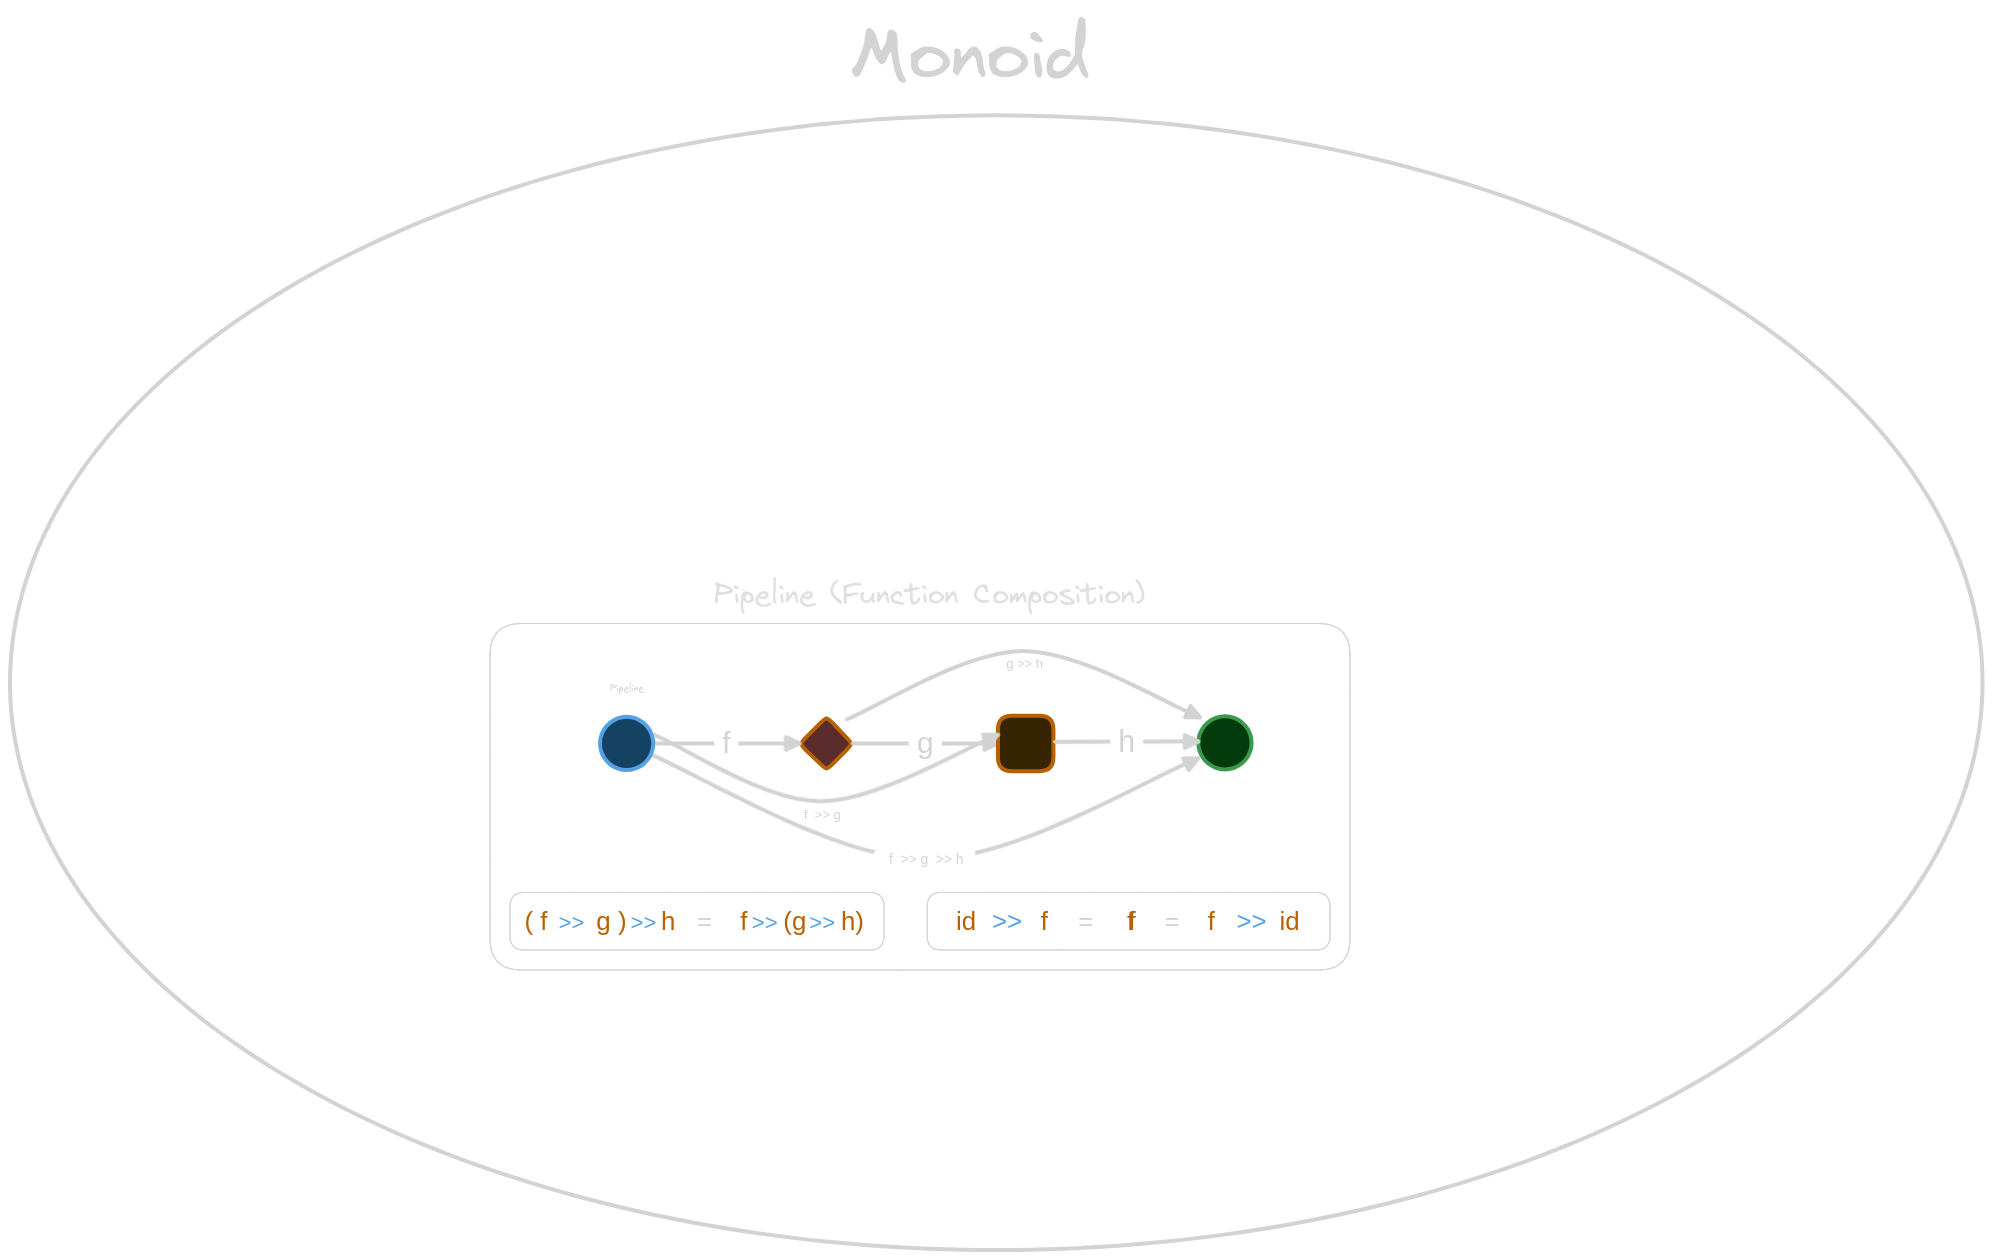 Monoid
Pipeline (Function Composition)
g >> h
Pipeline
f g h
f >> g
f >> g >> h
( f >> g ) >> h = f >> (g >> h)
id >> f = f = f >> id